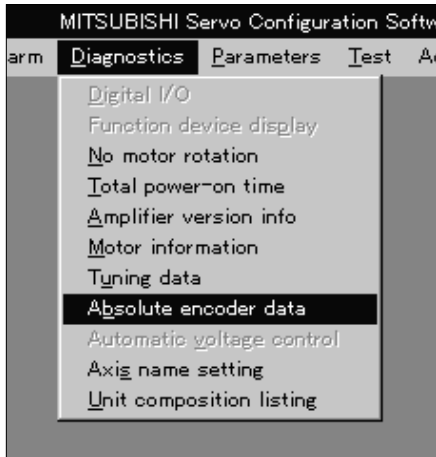 MITSUBISHI Servo Configuration Softw
arm Diagnostics Parameters Test A
Digital I/O
Function device display
No motor rotation
Total power-on time
Amplifier version info
Motor information
Tuning data
Absolute encoder data
Automatic voltage control
Axis name setting
Unit composition listing